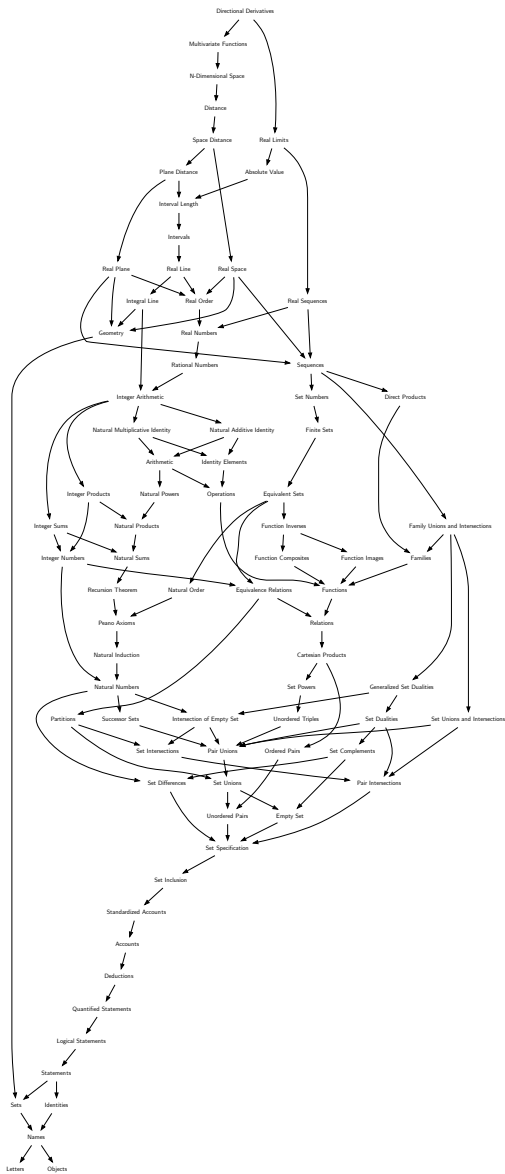 Directional Derivatives
Multivariate Functions
N-Dimensional Space
Distance
Space Distance
Real Limits
Plane Distance
Absolute Value
Interval Length
Intervals
Real Plane
Real Line
Real Space
Integral Line
Real Order
Real Sequences
Geometry
Real Numbers
Rational Numbers
Sequences
Integer Arithmetic
Set Numbers
Direct Products
Natural Multiplicative Identity
Natural Additive Identity
Finite Sets
Arithmetic
Identity Elements
Integer Products
Natural Powers
Operations
Equivalent Sets
Integer Sums
Natural Products
Function Inverses
Family Unions and Intersections
Integer Numbers
Natural Sums
Function Composites
Function Images
Families
Recursion Theorem
Natural Order
Equivalence Relations
Functions
Peano Axioms
Relations
Natural Induction
Cartesian Products
Natural Numbers
Set Powers
Generalized Set Dualities
Partitions
Successor Sets
Intersection of Empty Set
Unordered Triples
Set Dualities
Set Unions and Intersections
Set Intersections
Pair Unions
Ordered Pairs
Set Complements
Set Differences
Set Unions
Pair Intersections
Unordered Pairs
Empty Set
Set Specification
Set Inclusion
Standardized Accounts
Accounts
Deductions
Quantified Statements
Logical Statements
Statements
Sets
Identities
Names
Letters
Objects